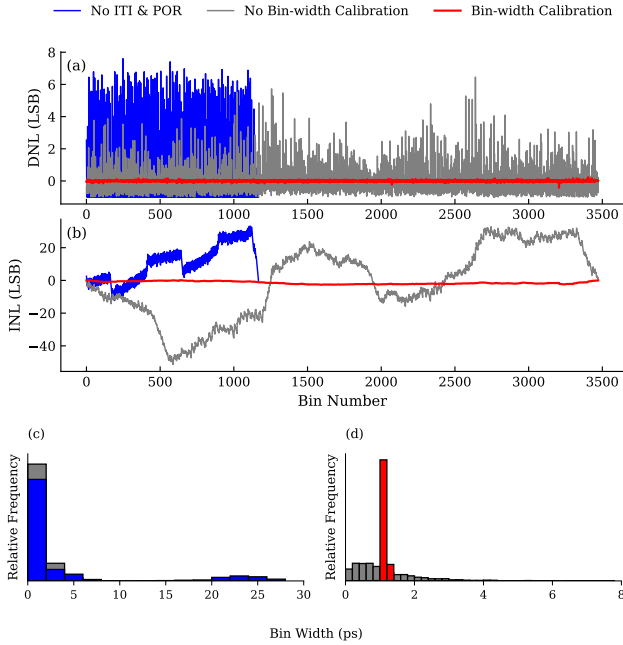 No ITI & POR No Bin-width Calibration Bin-width Calibration
(a)
DNL (LSB)
8
6
4
2
0
0 500 1000 1500 2000 2500 3000 3500
(b)
INL (LSB)
20
0
−20
−40
0 500 1000 1500 2000 2500 3000 3500
Bin Number
(c)
Relative Frequency
0 5 10 15 20 25 30
(d)
Relative Frequency
0 2 4 6 8
Bin Width (ps)